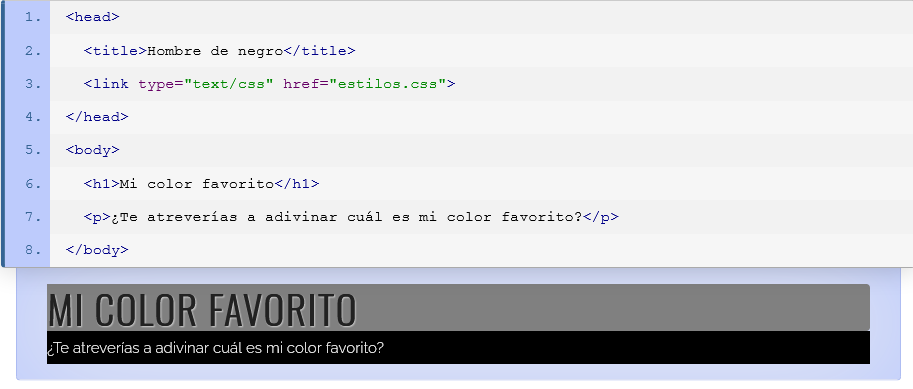 1. <head>
2. <title>Hombre de negro</title>
3. <link type="text/css" href="estilos.css">
4. </head>
5. <body>
6. <h1>Mi color favorito</h1>
7. <p>¿Te atreverías a adivinar cuál es mi color favorito?</p>
8. </body>
MI COLOR FAVORITO
¿Te atreverías a adivinar cuál es mi color favorito?